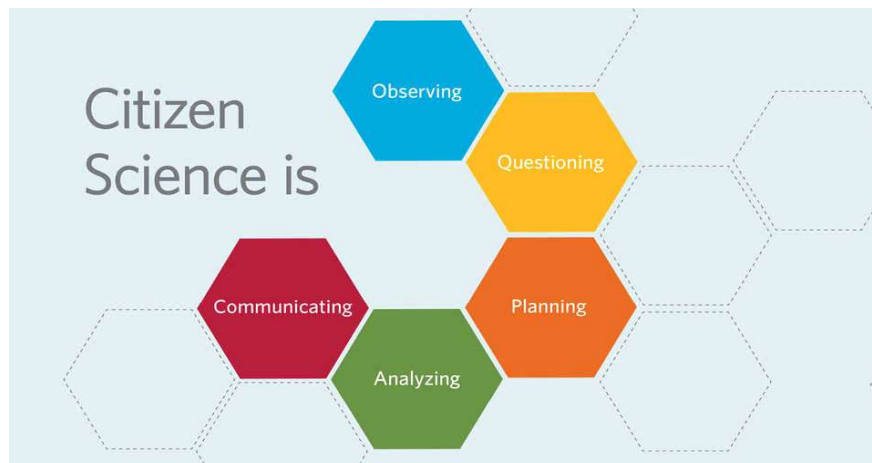 Citizen
Science is
Observing
Questioning
Planning
Analyzing
Communicating